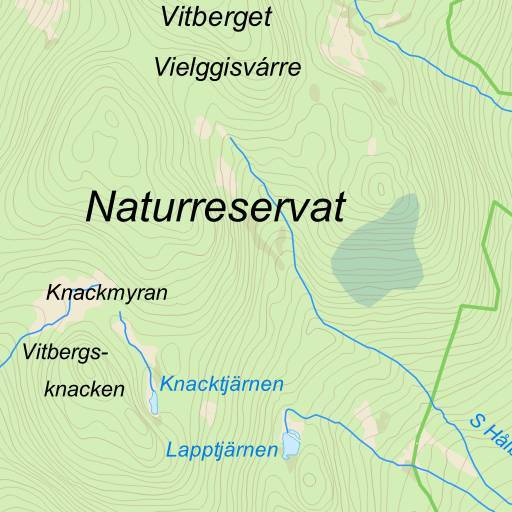 Vitberget
Vielggisvárre
Naturreservat
Knackmyran
Vitbergs-
knacken
Knacktjärnen
Lapptjärnen